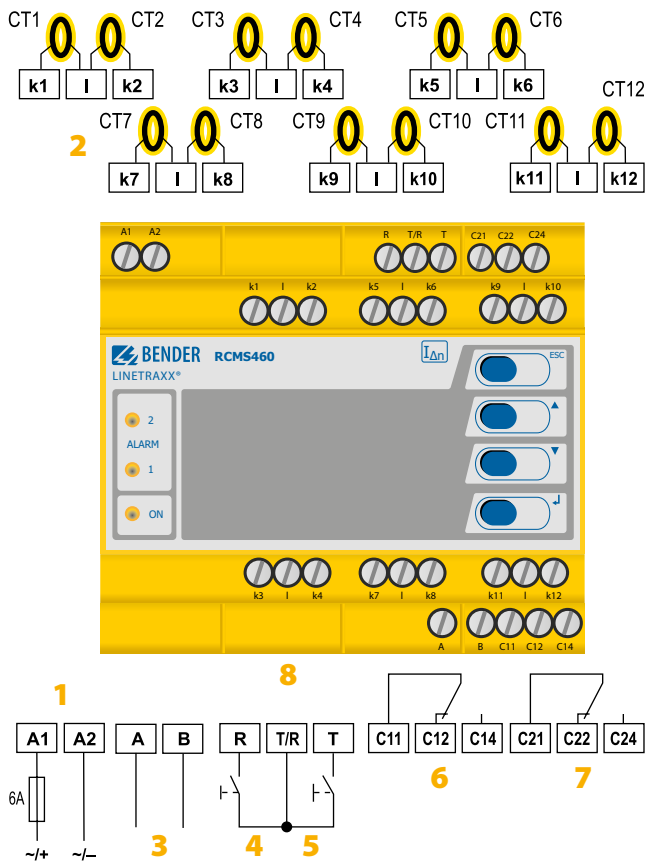 CT1 CT2 CT3 CT4 CT5 CT6
k1 l k2 k3 l k4 k5 l k6
CT12
2 CT7 CT8 CT9 CT10 CT11
k7 l k8 k9 l k10 k11 l k12
A1 A2 R T/R T C21 C22 C24
k1 l k2 k5 l k6 k9 l k10
BENDER RCMS460 IΔn ESC
LINETRAXX®
2
ALARM
1
ON
k3 l k4 k7 l k8 k11 l k12
A B C11 C12 C14
1 8
A1 A2 A B R T/R T C11 C12 C14 C21 C22 C24
6A
6 7
3 4 5
~/+ ~/–